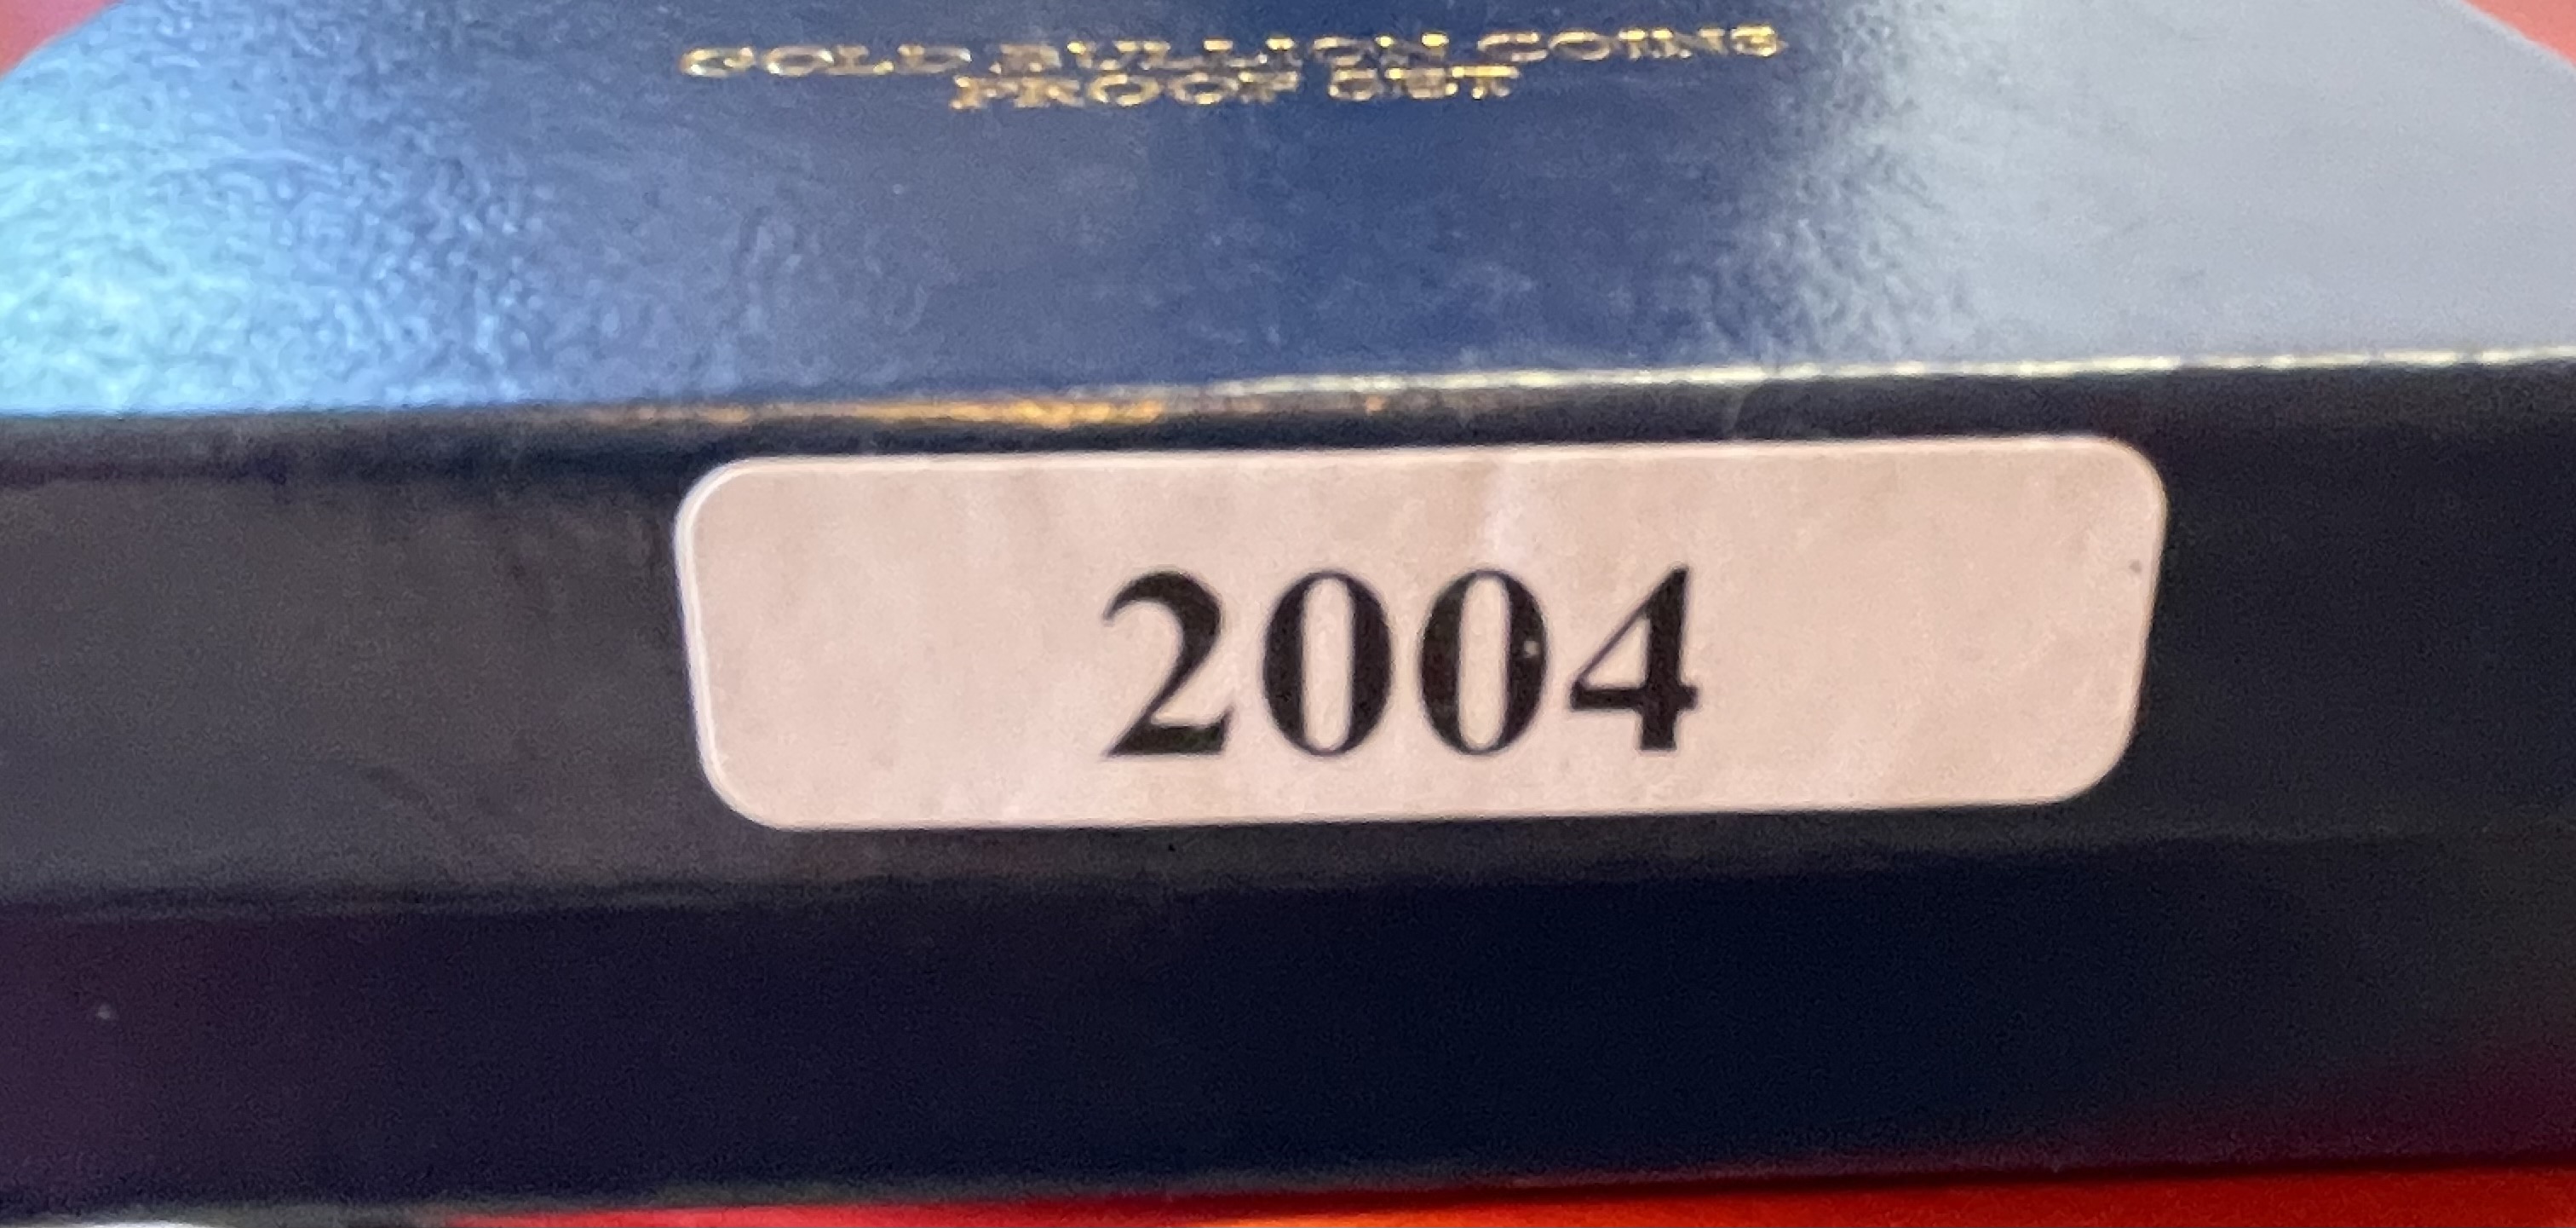 GOLD BULLION COINS
PROOF SET
2004